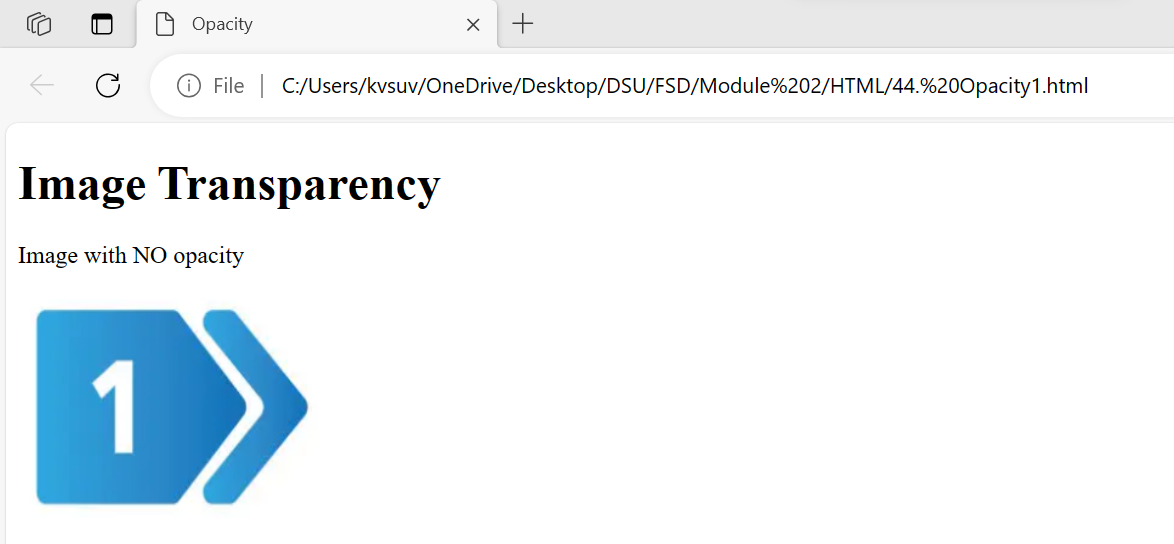 Opacity
File
C:/Users/kvsuv/OneDrive/Desktop/DSU/FSD/Module%202/HTML/44.%20Opacity1.html
Image Transparency
Image with NO opacity
1